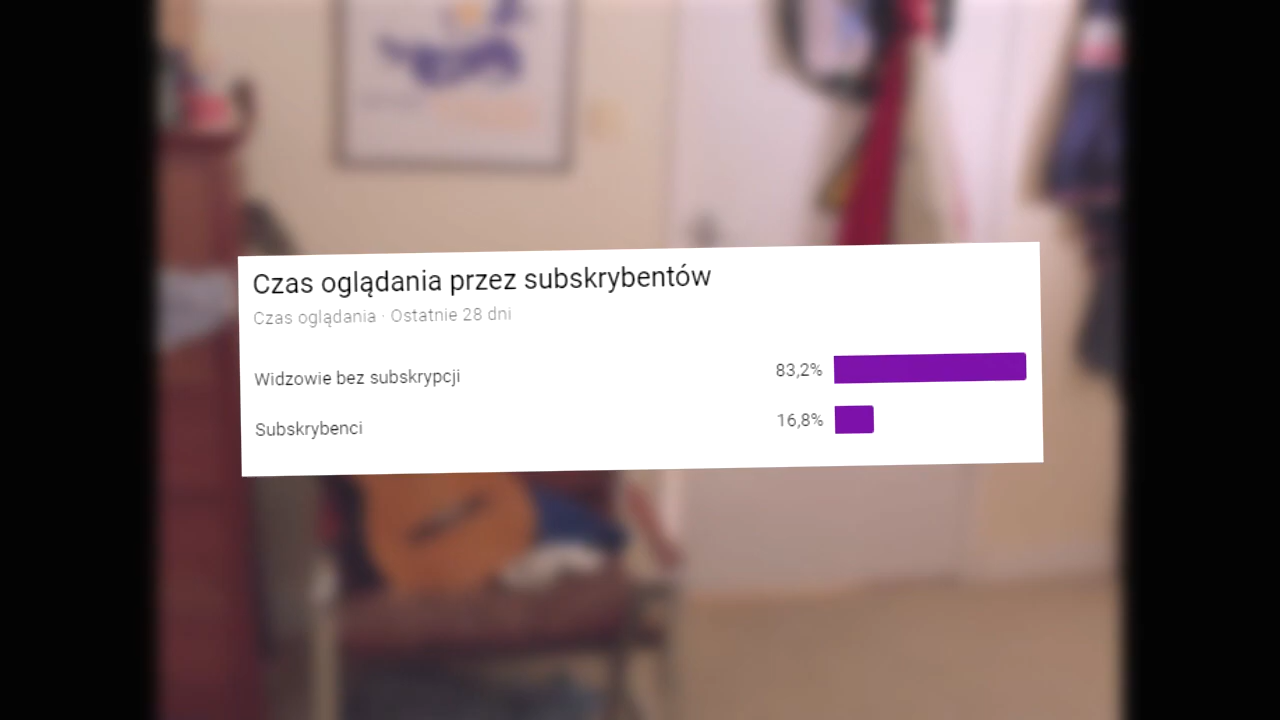 Czas oglądania przez subskrybentów
Czas oglądania · Ostatnie 28 dni
Widzowie bez subskrypcji 83,2%
Subskrybenci 16,8%